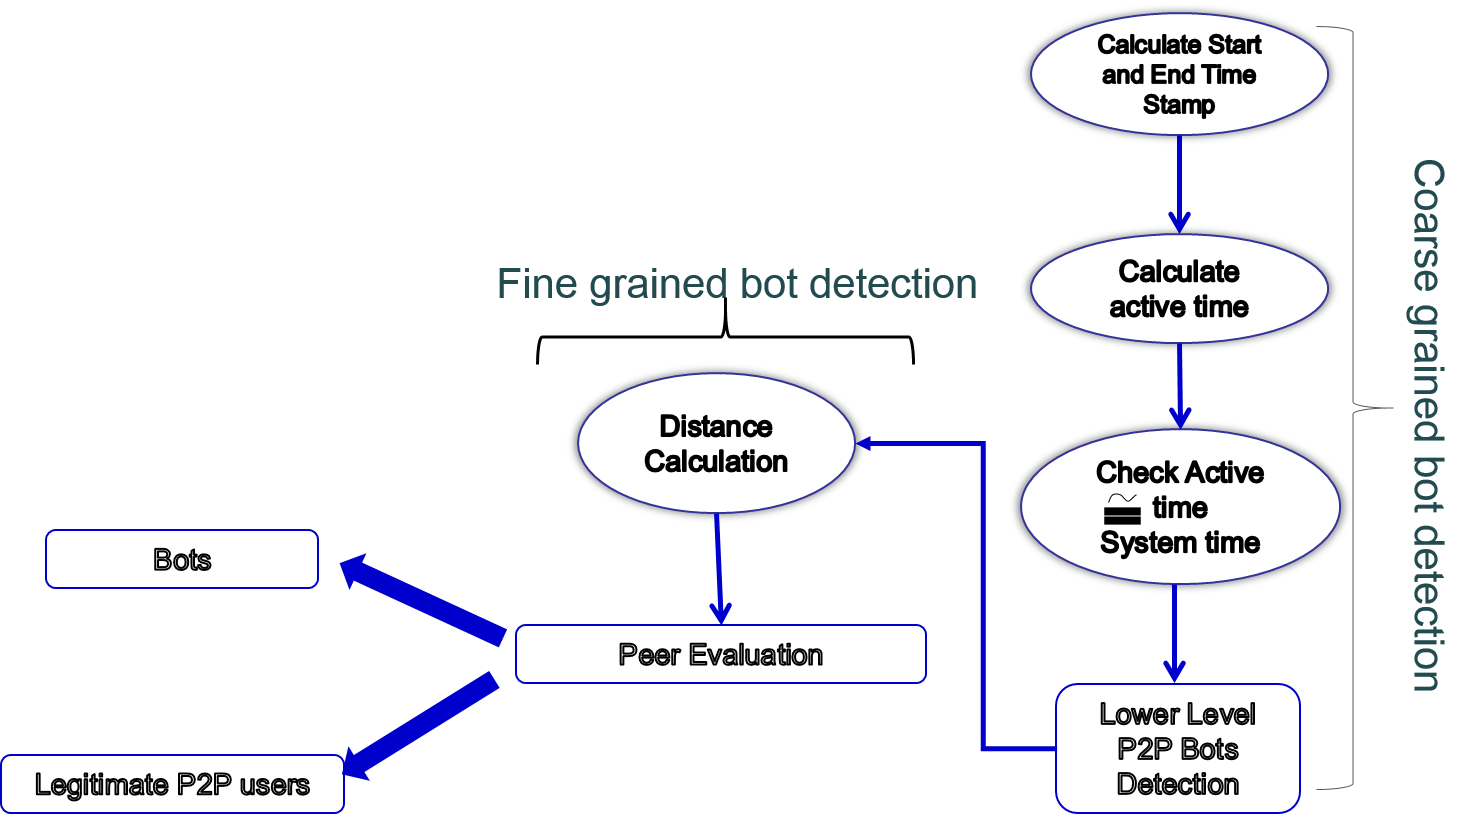 Calculate Start
and End Time
Stamp
Calculate
active time
Check Active
≅ time
System time
Lower Level
P2P Bots
Detection
Coarse grained bot detection
Fine grained bot detection
Distance
Calculation
Peer Evaluation
Bots
Legitimate P2P users